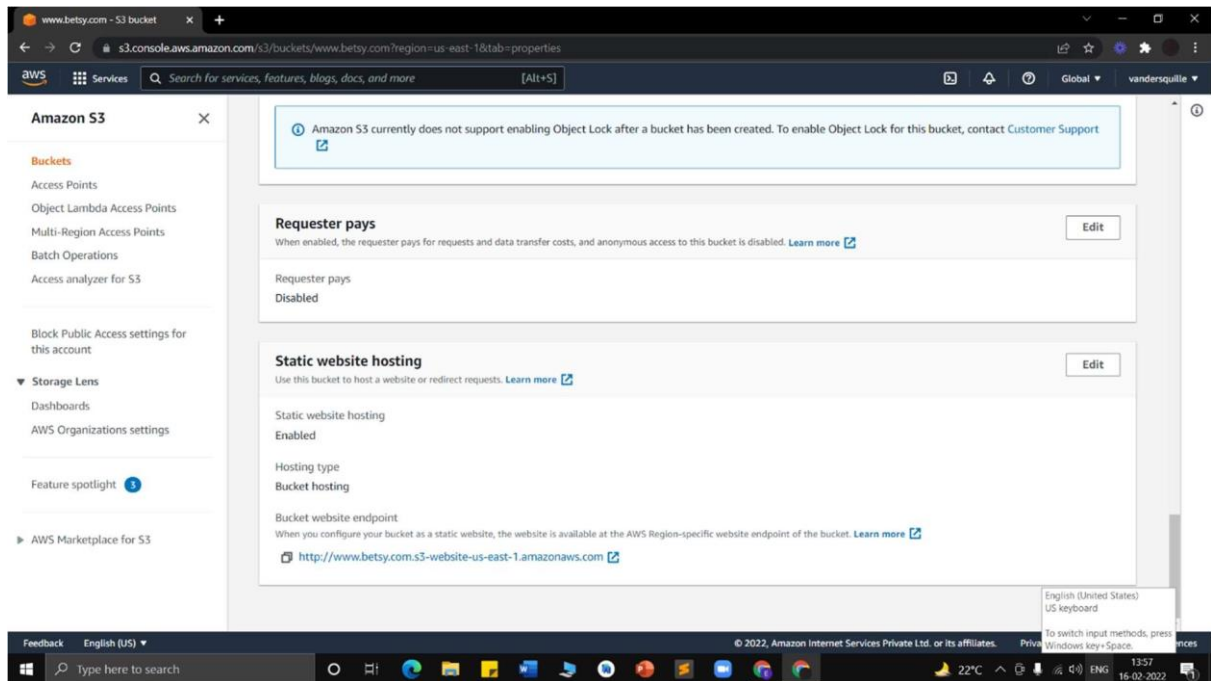 www.betsy.com - S3 bucket
s3.console.aws.amazon.com/s3/buckets/www.betsy.com?region=us-east-1&tab=properties
aws
Services
Search for services, features, blogs, docs, and more
[Alt+S]
Global
vandersquille
Amazon S3
Buckets
Access Points
Object Lambda Access Points
Multi-Region Access Points
Batch Operations
Access analyzer for S3
Block Public Access settings for
this account
Storage Lens
Dashboards
AWS Organizations settings
Feature spotlight 3
AWS Marketplace for S3
Amazon S3 currently does not support enabling Object Lock after a bucket has been created. To enable Object Lock for this bucket, contact Customer Support
Requester pays
Edit
When enabled, the requester pays for requests and data transfer costs, and anonymous access to this bucket is disabled. Learn more
Requester pays
Disabled
Static website hosting
Edit
Use this bucket to host a website or redirect requests. Learn more
Static website hosting
Enabled
Hosting type
Bucket hosting
Bucket website endpoint
When you configure your bucket as a static website, the website is available at the AWS Region-specific website endpoint of the bucket. Learn more
http://www.betsy.com.s3-website-us-east-1.amazonaws.com
English (United States)
US keyboard
To switch input methods, press
Windows key+Space.
Feedback
English (US)
© 2022, Amazon Internet Services Private Ltd. or its affiliates.
Priva
nces
Type here to search
22°C
ENG
13:57
16-02-2022